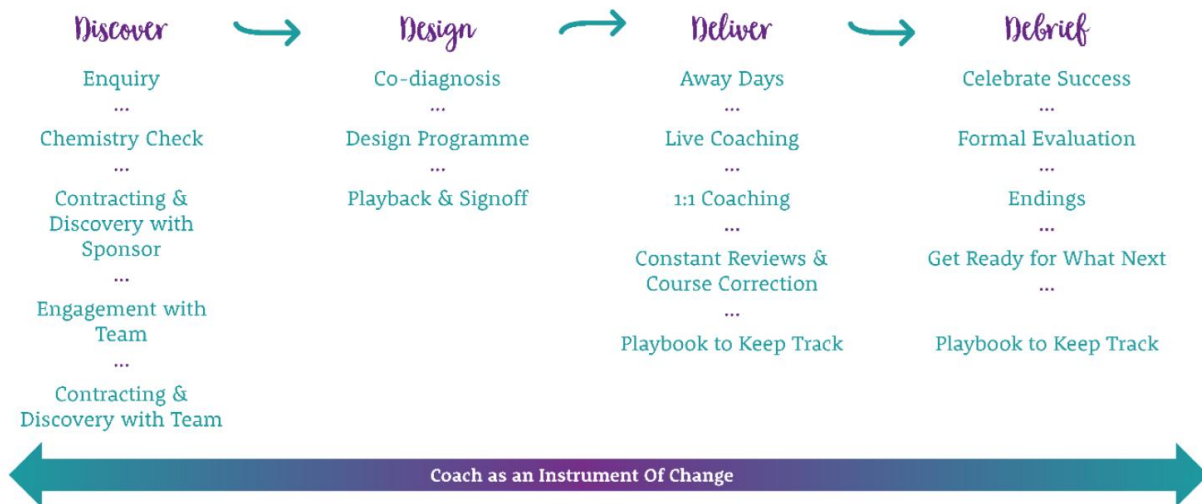 Discover
Enquiry
...
Chemistry Check
...
Contracting &
Discovery with
Sponsor
...
Engagement with
Team
...
Contracting &
Discovery with Team
Design
Co-diagnosis
...
Design Programme
...
Playback & Signoff
Deliver
Away Days
...
Live Coaching
...
1:1 Coaching
...
Constant Reviews &
Course Correction
...
Playbook to Keep Track
Debrief
Celebrate Success
...
Formal Evaluation
...
Endings
...
Get Ready for What Next
...
Playbook to Keep Track
Coach as an Instrument Of Change